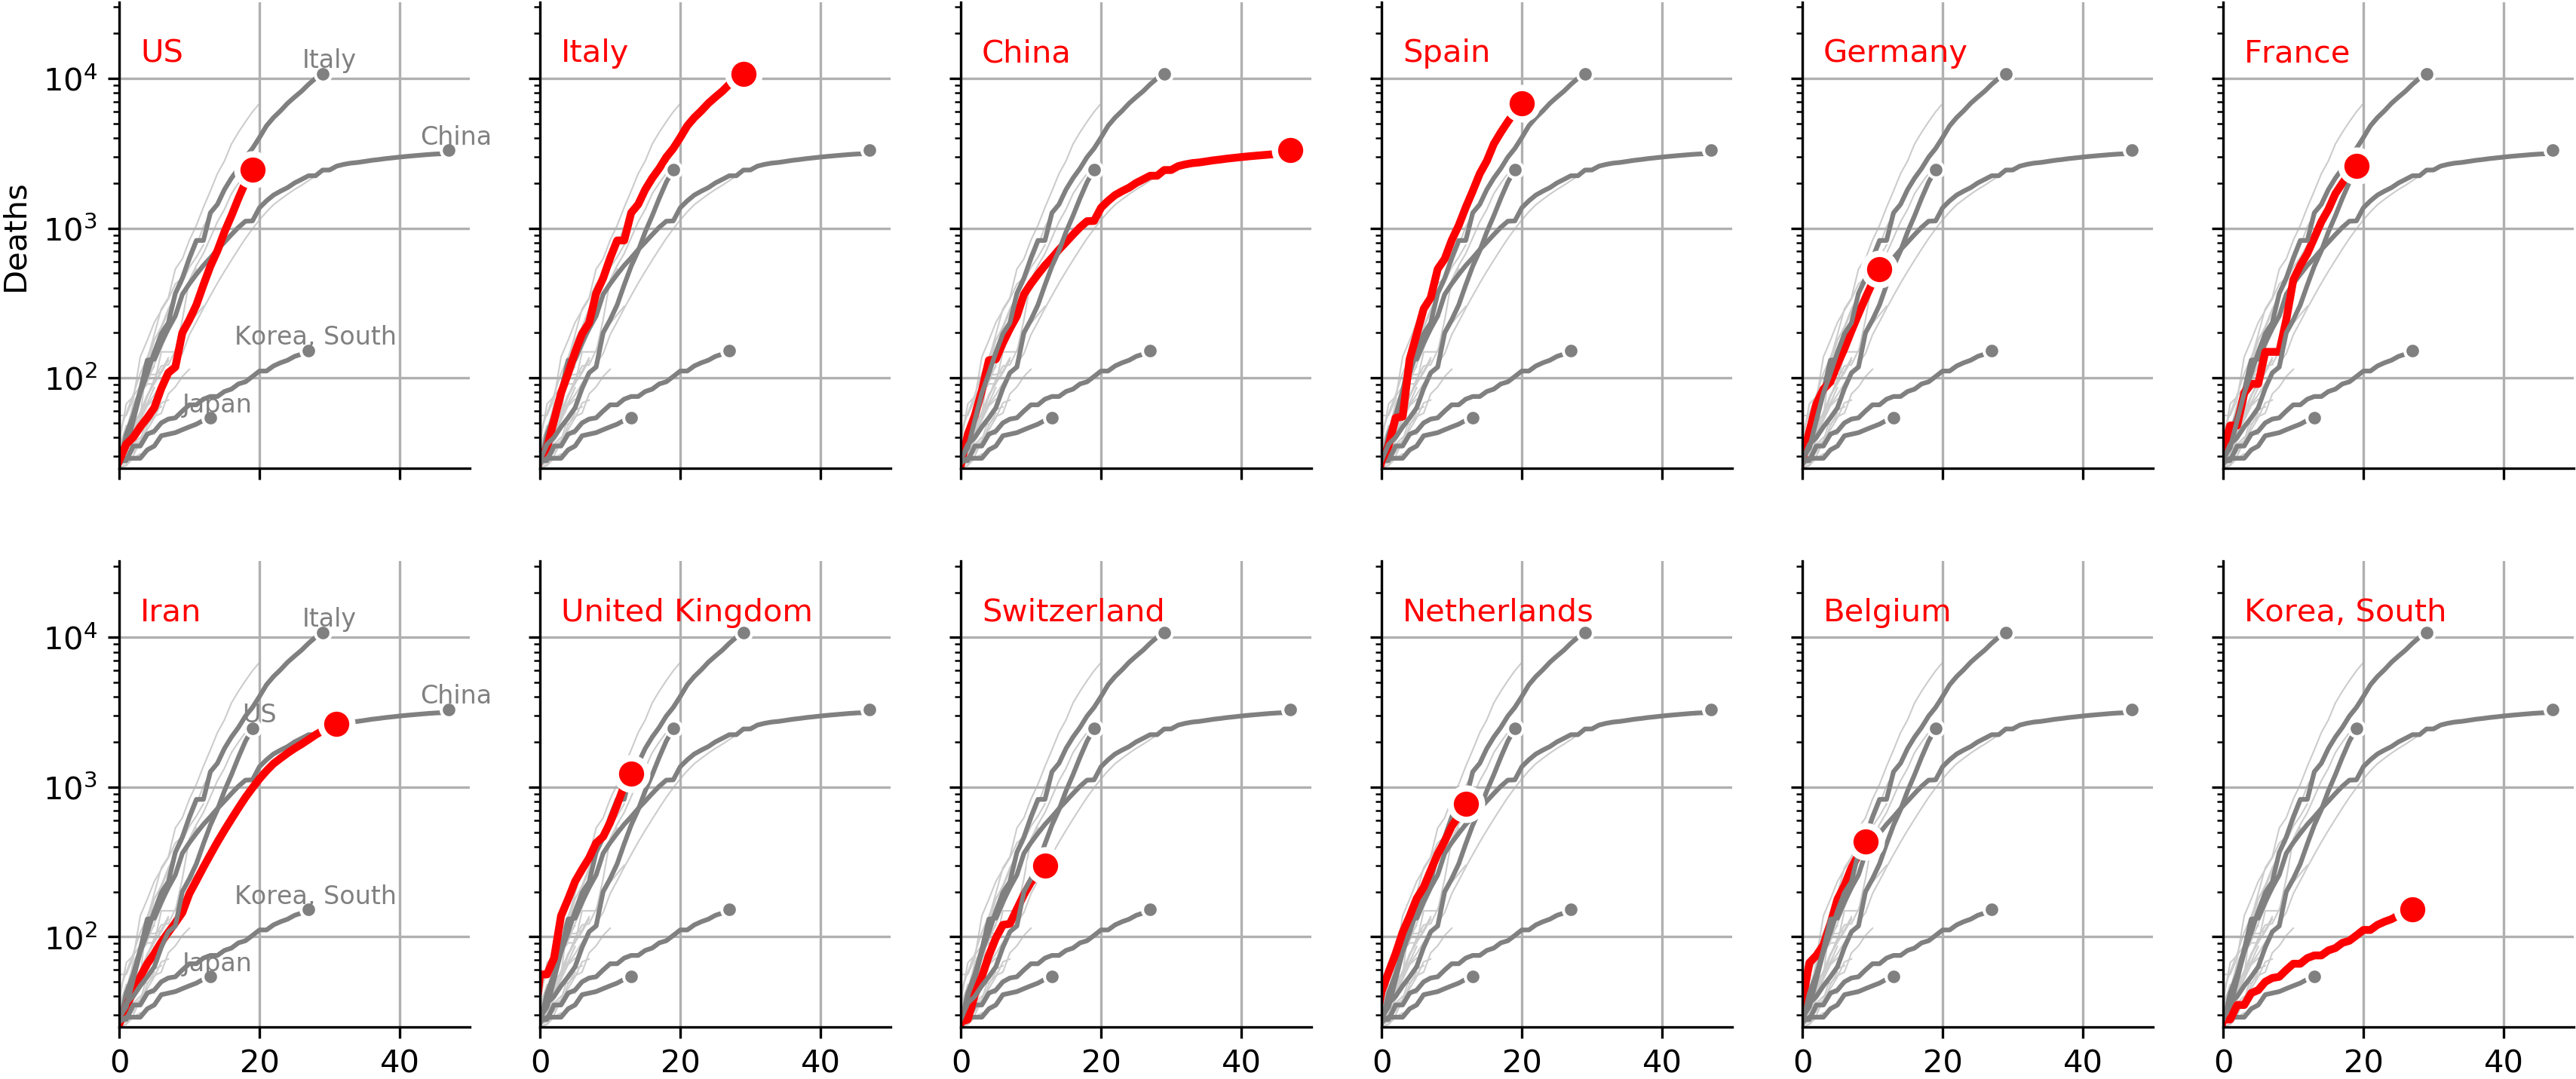 US
Italy
China
Spain
Germany
France
Italy
China
Korea, South
Japan
Deaths
10⁴
10³
10²
Iran
United Kingdom
Switzerland
Netherlands
Belgium
Korea, South
Italy
China
US
Korea, South
Japan
10⁴
10³
10²
0 20 40 0 20 40 0 20 40 0 20 40 0 20 40 0 20 40